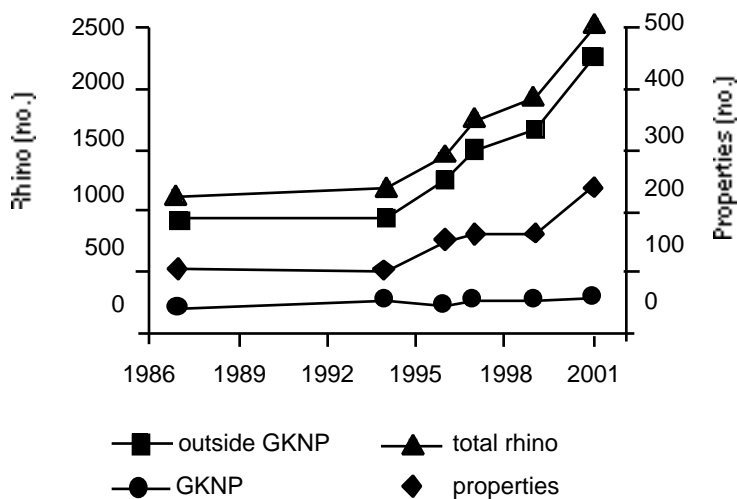 2500
2000
1500
1000
500
0
Rhino (no.)
500
400
300
200
100
0
Properties (no.)
1986 1989 1992 1995 1998 2001
outside GKNP total rhino
GKNP properties